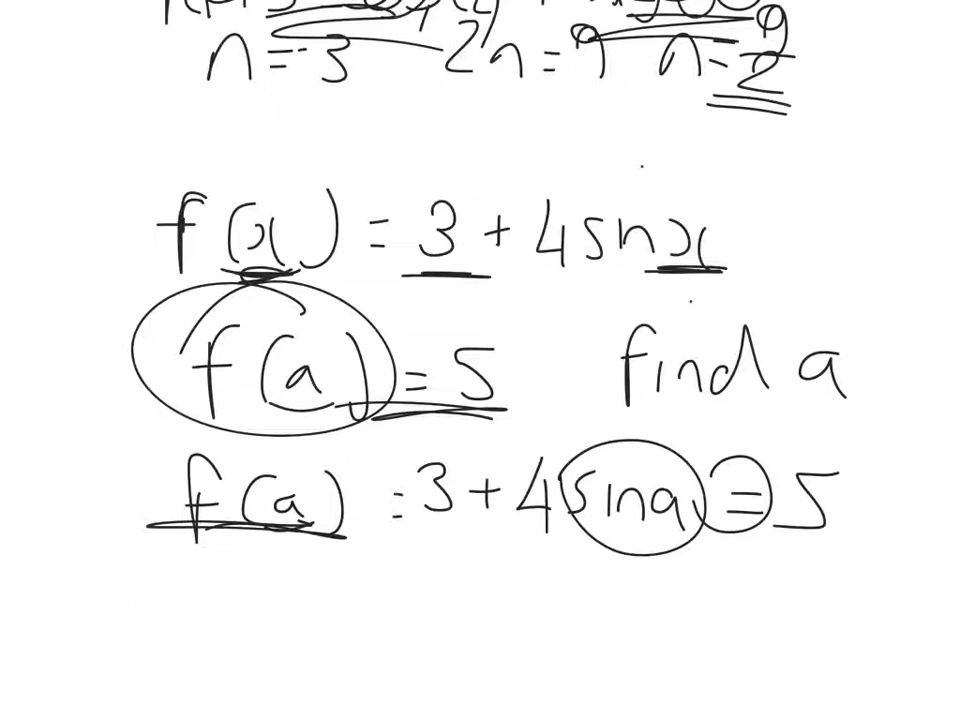 n = -3 2n = 9 n = 9/2
f(x) = 3 + 4sinx
f(a) = 5 find a
f(a) = 3 + 4sina = 5